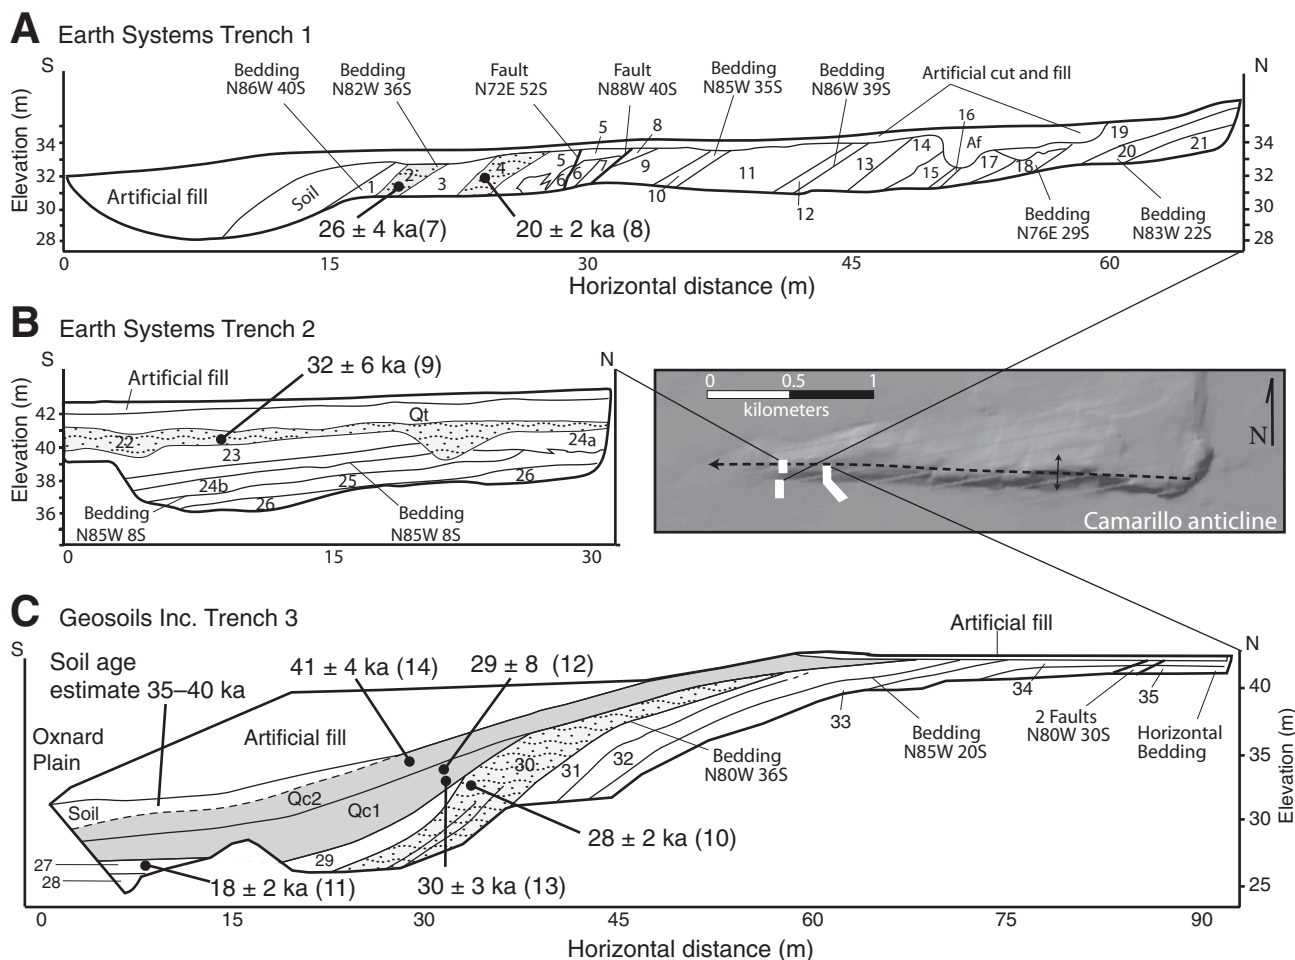 A Earth Systems Trench 1
S
N
Bedding
N86W 40S
Bedding
N82W 36S
Fault
N72E 52S
Fault
N88W 40S
Bedding
N85W 35S
Bedding
N86W 39S
Artificial cut and fill
Elevation (m)
34
32
30
28
34
32
30
28
Artificial fill
Soil
1
2
3
4
5
6
6
5
7
8
9
10
11
12
13
14
15
16
Af
17
18
19
20
21
26 ± 4 ka(7)
20 ± 2 ka (8)
Bedding
N76E 29S
Bedding
N83W 22S
0 15 30 45 60
Horizontal distance (m)
B Earth Systems Trench 2
S
N
32 ± 6 ka (9)
Artificial fill
Qt
Elevation (m)
42
40
38
36
22
23
24a
24b
25
26
26
Bedding
N85W 8S
Bedding
N85W 8S
0 15 30
0 0.5 1
kilometers
N
Camarillo anticline
C Geosoils Inc. Trench 3
S
N
Soil age
estimate 35–40 ka
41 ± 4 ka (14)
29 ± 8 (12)
Artificial fill
Oxnard
Plain
Artificial fill
Soil
Qc2
Qc1
27
28
29
30
31
32
33
34
35
Bedding
N80W 36S
Bedding
N85W 20S
2 Faults
N80W 30S
Horizontal
Bedding
28 ± 2 ka (10)
18 ± 2 ka (11)
30 ± 3 ka (13)
40
35
30
25
Elevation (m)
0 15 30 45 60 75 90
Horizontal distance (m)